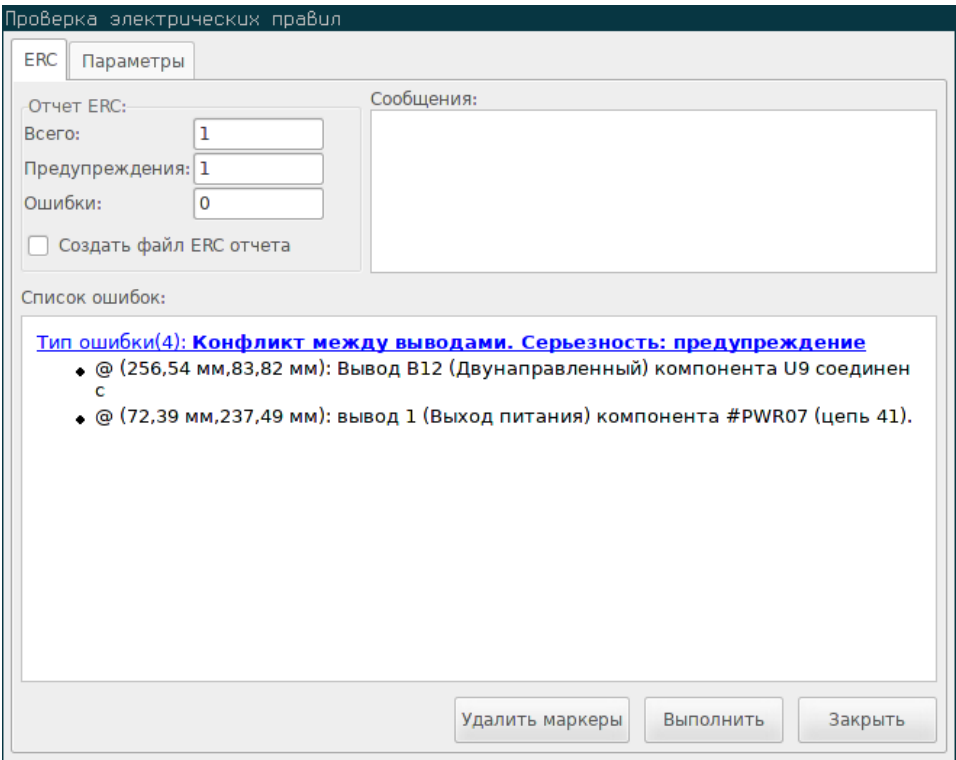 Проверка электрических правил
ERC
Параметры
Отчет ERC:
Всего:
1
Предупреждения:
1
Ошибки:
0
Создать файл ERC отчета
Сообщения:
Список ошибок:
Тип ошибки(4): Конфликт между выводами. Серьезность: предупреждение
@ (256,54 мм,83,82 мм): Вывод B12 (Двунаправленный) компонента U9 соединен
с
@ (72,39 мм,237,49 мм): вывод 1 (Выход питания) компонента #PWR07 (цепь 41).
Удалить маркеры
Выполнить
Закрыть